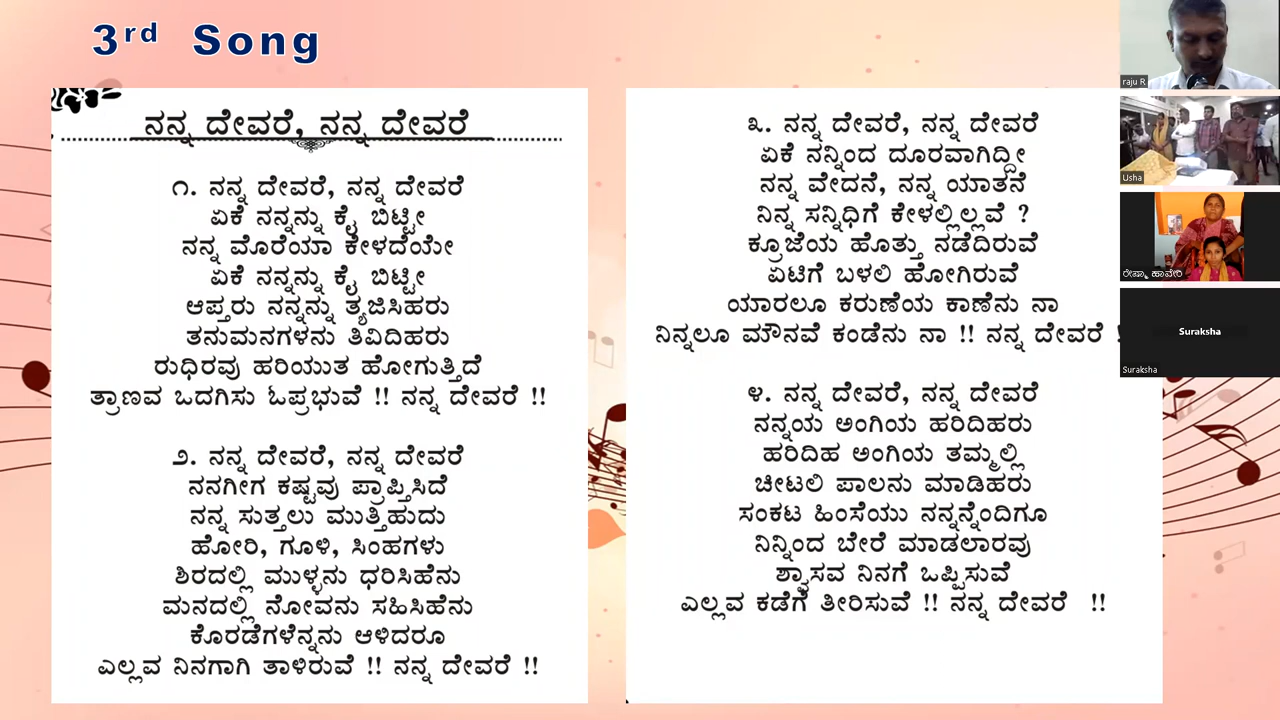 3rd Song
ನನ್ನ ದೇವರೆ, ನನ್ನ ದೇವರೆ
೧. ನನ್ನ ದೇವರೆ, ನನ್ನ ದೇವರೆ
ಏಕೆ ನನ್ನನ್ನು ಕೈ ಬಿಟ್ಟೀ
ನನ್ನ ಮೊರೆಯಾ ಕೇಳದೆಯೇ
ಏಕೆ ನನ್ನನ್ನು ಕೈ ಬಿಟ್ಟೀ
ಆಪ್ತರು ನನ್ನನ್ನು ತ್ಯಜಿಸಿಹರು
ತನುಮನಗಳನು ತಿವಿದಿಹರು
ರುಧಿರವು ಹರಿಯುತ ಹೋಗುತ್ತಿದೆ
ತ್ರಾಣವ ಒದಗಿಸು ಓಪ್ರಭುವೆ !! ನನ್ನ ದೇವರೆ !!
೨. ನನ್ನ ದೇವರೆ, ನನ್ನ ದೇವರೆ
ನನಗೀಗ ಕಷ್ಟವು ಪ್ರಾಪ್ತಿಸಿದೆ
ನನ್ನ ಸುತ್ತಲು ಮುತ್ತಿಹುದು
ಹೋರಿ, ಗೂಳಿ, ಸಿಂಹಗಳು
ಶಿರದಲ್ಲಿ ಮುಳ್ಳನು ಧರಿಸಿಹೆನು
ಮನದಲ್ಲಿ ನೋವನು ಸಹಿಸಿಹೆನು
ಕೊರಡೆಗಳೆನ್ನನು ಆಳಿದರೂ
ಎಲ್ಲವ ನಿನಗಾಗಿ ತಾಳಿರುವೆ !! ನನ್ನ ದೇವರೆ !!
೩. ನನ್ನ ದೇವರೆ, ನನ್ನ ದೇವರೆ
ಏಕೆ ನನ್ನಿಂದ ದೂರವಾಗಿದ್ದೀ
ನನ್ನ ವೇದನೆ, ನನ್ನ ಯಾತನೆ
ನಿನ್ನ ಸನ್ನಿಧಿಗೆ ಕೇಳಲ್ಲಿಲ್ಲವೆ ?
ಕ್ರೂಜೆಯ ಹೊತ್ತು ನಡೆದಿರುವೆ
ಏಟಿಗೆ ಬಳಲಿ ಹೋಗಿರುವೆ
ಯಾರಲೂ ಕರುಣೆಯ ಕಾಣೆನು ನಾ
ನಿನ್ನಲೂ ಮೌನವೆ ಕಂಡೆನು ನಾ !! ನನ್ನ ದೇವರೆ !
೪. ನನ್ನ ದೇವರೆ, ನನ್ನ ದೇವರೆ
ನನ್ನಯ ಅಂಗಿಯ ಹರಿದಿಹರು
ಹರಿದಿಹ ಅಂಗಿಯ ತಮ್ಮಲ್ಲಿ
ಚೀಟಲಿ ಪಾಲನು ಮಾಡಿಹರು
ಸಂಕಟ ಹಿಂಸೆಯು ನನ್ನನ್ನೆಂದಿಗೂ
ನಿನ್ನಿಂದ ಬೇರೆ ಮಾಡಲಾರವು
ಶ್ವಾಸವ ನಿನಗೆ ಒಪ್ಪಿಸುವೆ
ಎಲ್ಲವ ಕಡೆಗೆ ತೀರಿಸುವೆ !! ನನ್ನ ದೇವರೆ !!
raju R
Usha
ರೇಷ್ಮಾ ಹಾವೇರಿ
Suraksha
Suraksha